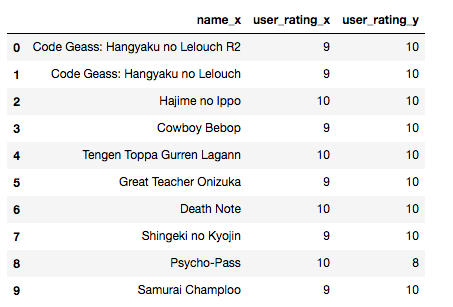 name_x user_rating_x user_rating_y
0 Code Geass: Hangyaku no Lelouch R2 9 10
1 Code Geass: Hangyaku no Lelouch 9 10
2 Hajime no Ippo 10 10
3 Cowboy Bebop 9 10
4 Tengen Toppa Gurren Lagann 10 10
5 Great Teacher Onizuka 9 10
6 Death Note 10 10
7 Shingeki no Kyojin 9 10
8 Psycho-Pass 10 8
9 Samurai Champloo 9 10